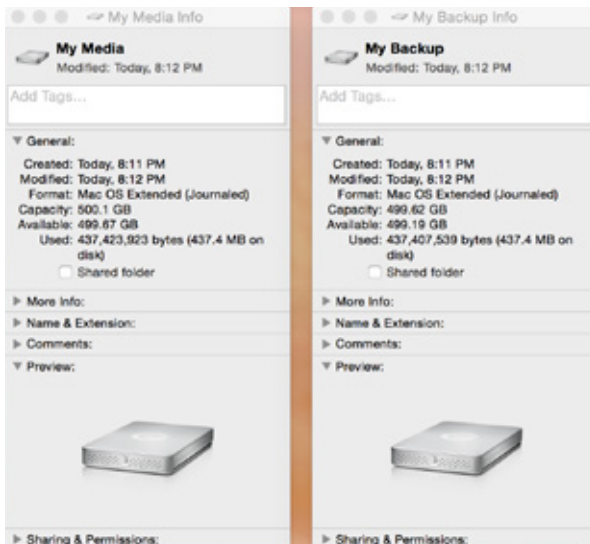 My Media Info
My Media
Modified: Today, 8:12 PM
Add Tags...
General:
Created: Today, 8:11 PM
Modified: Today, 8:12 PM
Format: Mac OS Extended (Journaled)
Capacity: 500.1 GB
Available: 499.67 GB
Used: 437,423,923 bytes (437.4 MB on
disk)
Shared folder
More Info:
Name & Extension:
Comments:
Preview:
Sharing & Permissions:
My Backup Info
My Backup
Modified: Today, 8:12 PM
Add Tags...
General:
Created: Today, 8:11 PM
Modified: Today, 8:12 PM
Format: Mac OS Extended (Journaled)
Capacity: 499.62 GB
Available: 499.19 GB
Used: 437,407,539 bytes (437.4 MB on
disk)
Shared folder
More Info:
Name & Extension:
Comments:
Preview:
Sharing & Permissions: